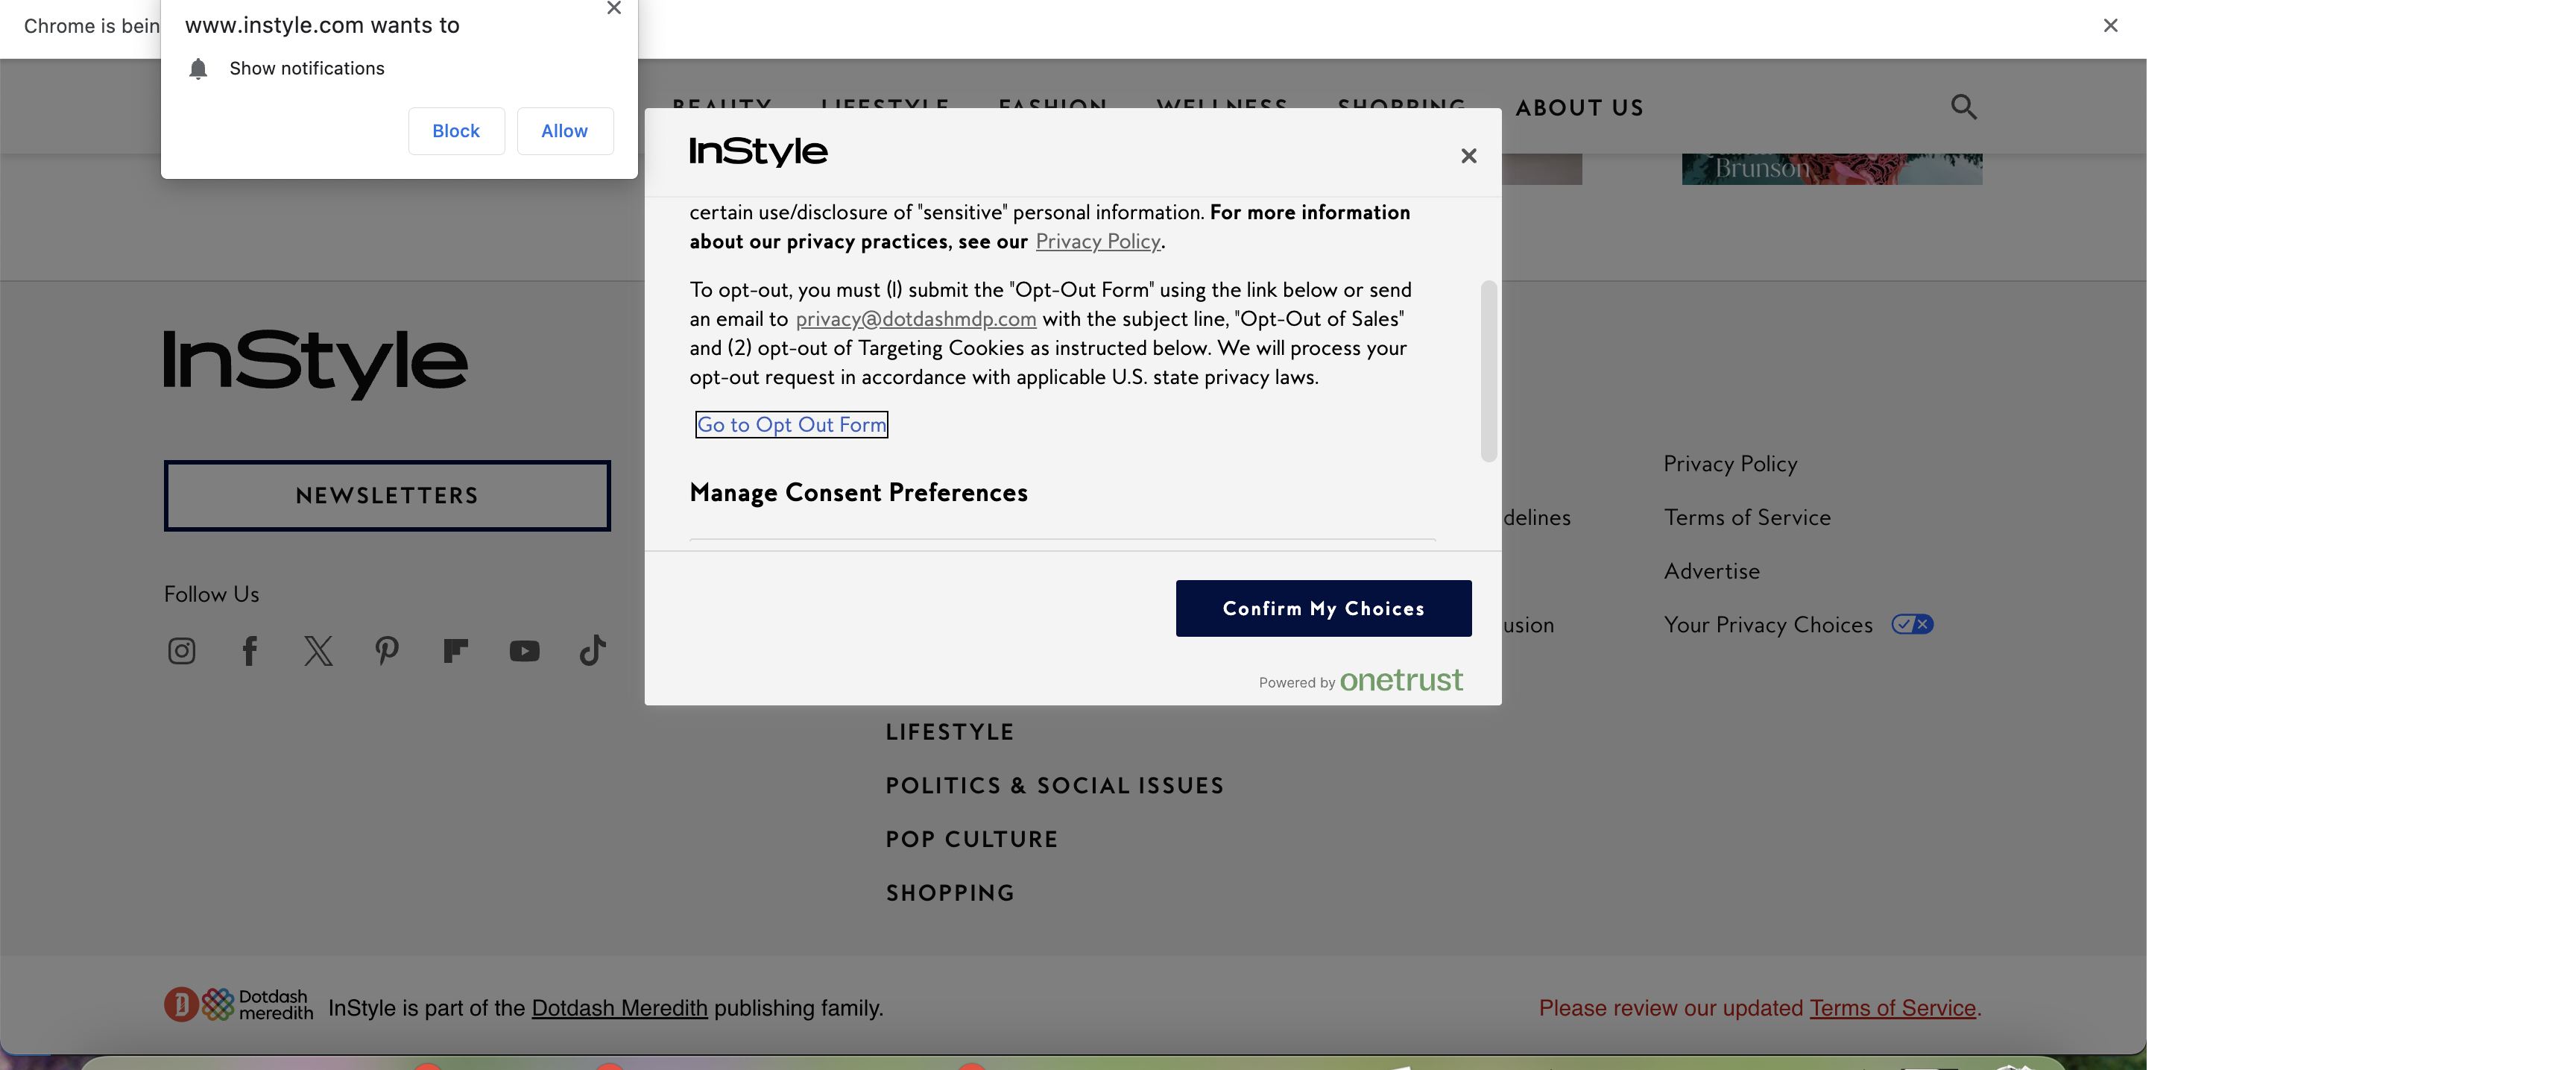 Chrome is bein
www.instyle.com wants to
Show notifications
Block
Allow
BEAUTY
LIFESTYLE
FASHION
WELLNESS
SHOPPING
ABOUT US
Brunson
InStyle
certain use/disclosure of "sensitive" personal information. For more information
about our privacy practices, see our Privacy Policy.
To opt-out, you must (1) submit the "Opt-Out Form" using the link below or send
an email to privacy@dotdashmdp.com with the subject line, "Opt-Out of Sales"
and (2) opt-out of Targeting Cookies as instructed below. We will process your
opt-out request in accordance with applicable U.S. state privacy laws.
Go to Opt Out Form
Manage Consent Preferences
Confirm My Choices
Powered by onetrust
InStyle
NEWSLETTERS
Follow Us
LIFESTYLE
POLITICS & SOCIAL ISSUES
POP CULTURE
SHOPPING
delines
usion
Privacy Policy
Terms of Service
Advertise
Your Privacy Choices
Dotdash
meredith
InStyle is part of the Dotdash Meredith publishing family.
Please review our updated Terms of Service.